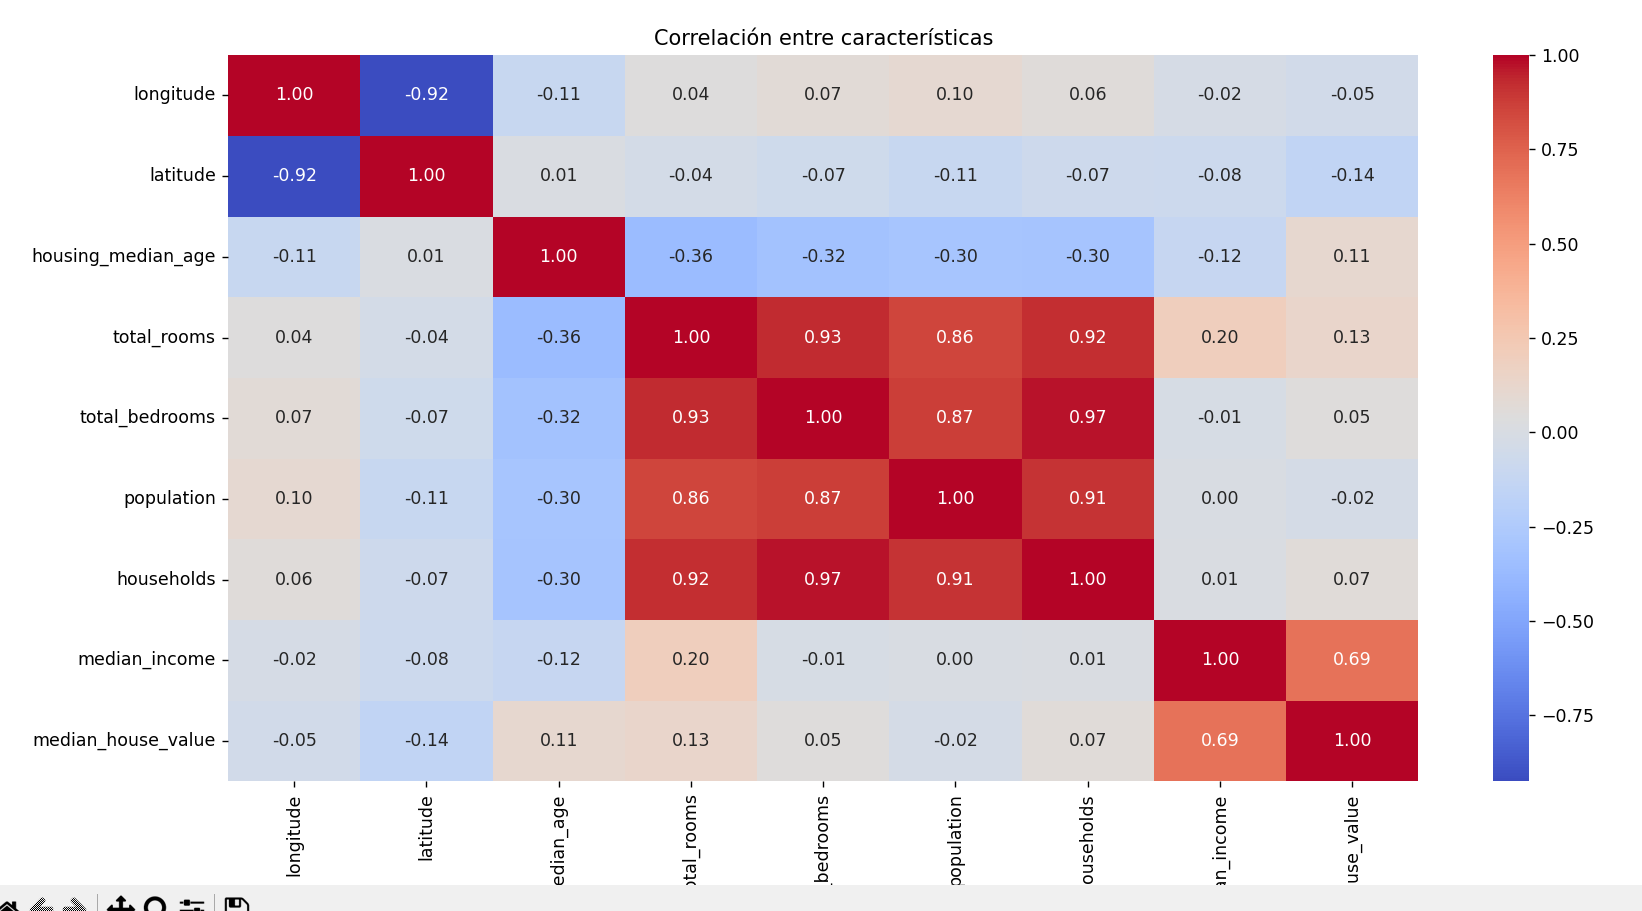 Correlación entre características
longitude 1.00 -0.92 -0.11 0.04 0.07 0.10 0.06 -0.02 -0.05
latitude -0.92 1.00 0.01 -0.04 -0.07 -0.11 -0.07 -0.08 -0.14
housing_median_age -0.11 0.01 1.00 -0.36 -0.32 -0.30 -0.30 -0.12 0.11
total_rooms 0.04 -0.04 -0.36 1.00 0.93 0.86 0.92 0.20 0.13
total_bedrooms 0.07 -0.07 -0.32 0.93 1.00 0.87 0.97 -0.01 0.05
population 0.10 -0.11 -0.30 0.86 0.87 1.00 0.91 0.00 -0.02
households 0.06 -0.07 -0.30 0.92 0.97 0.91 1.00 0.01 0.07
median_income -0.02 -0.08 -0.12 0.20 -0.01 0.00 0.01 1.00 0.69
median_house_value -0.05 -0.14 0.11 0.13 0.05 -0.02 0.07 0.69 1.00
longitude
latitude
edian_age
otal_rooms
_bedrooms
population
ouseholds
an_income
use_value
1.00
0.75
0.50
0.25
0.00
−0.25
−0.50
−0.75